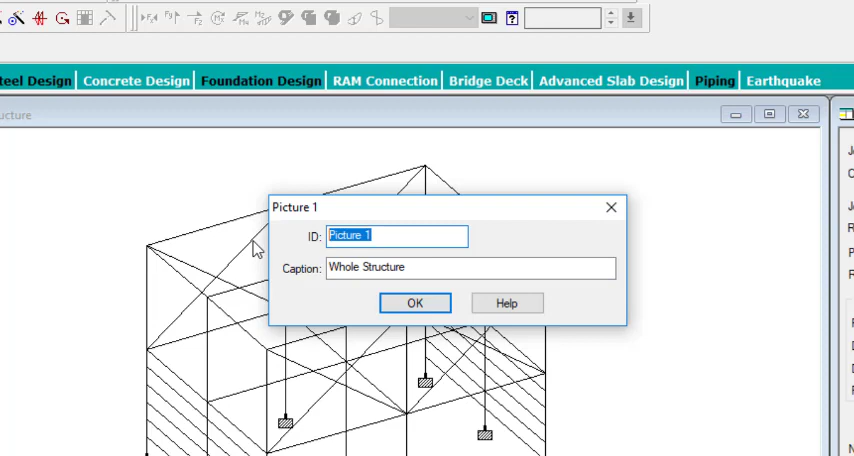 teel Design Concrete Design Foundation Design RAM Connection Bridge Deck Advanced Slab Design Piping Earthquake
ucture
Picture 1
ID: Picture 1
Caption: Whole Structure
OK Help